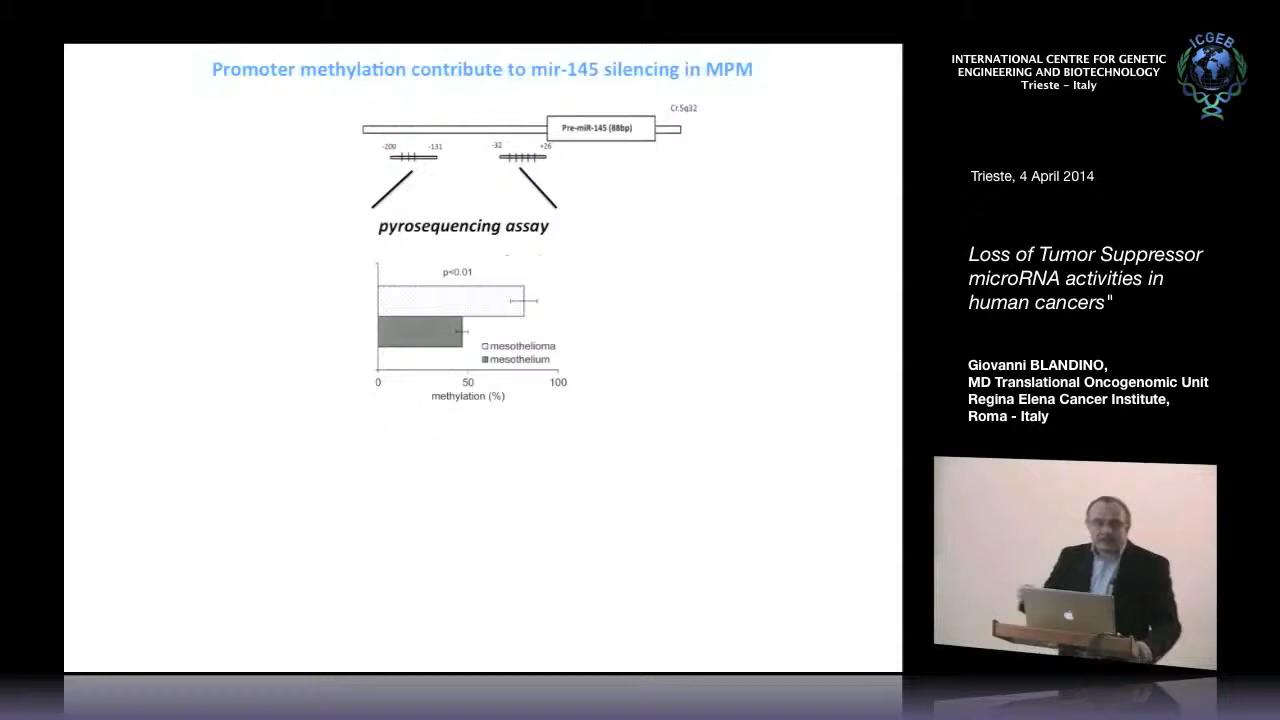 Promoter methylation contribute to mir-145 silencing in MPM
Cr.5q32
Pre-miR-145 (88bp)
-200
-131
-32
+26
pyrosequencing assay
p<0.01
mesothelioma
mesothelium
0
50
100
methylation (%)
INTERNATIONAL CENTRE FOR GENETIC
ENGINEERING AND BIOTECHNOLOGY
Trieste - Italy
ICGEB
Trieste, 4 April 2014
Loss of Tumor Suppressor
microRNA activities in
human cancers"
Giovanni BLANDINO,
MD Translational Oncogenomic Unit
Regina Elena Cancer Institute,
Roma - Italy